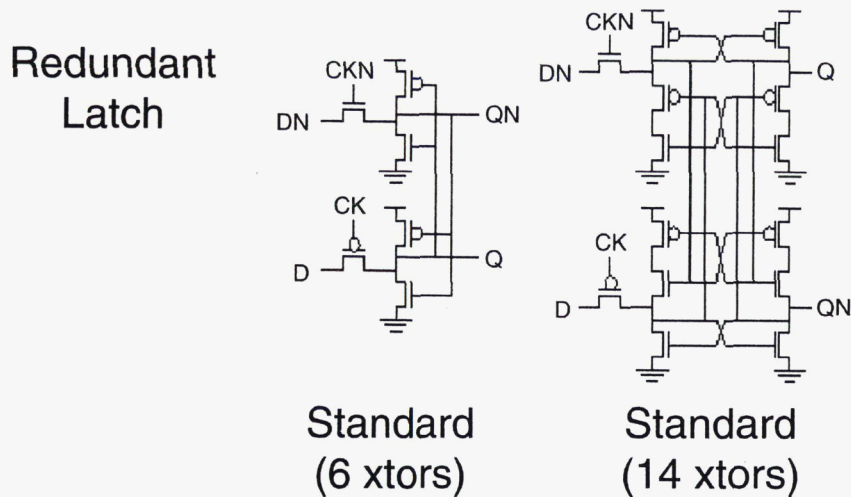 Redundant
Latch
CKN
DN
QN
CK
D
Q
CKN
DN
Q
CK
D
QN
Standard
(6 xtors)
Standard
(14 xtors)